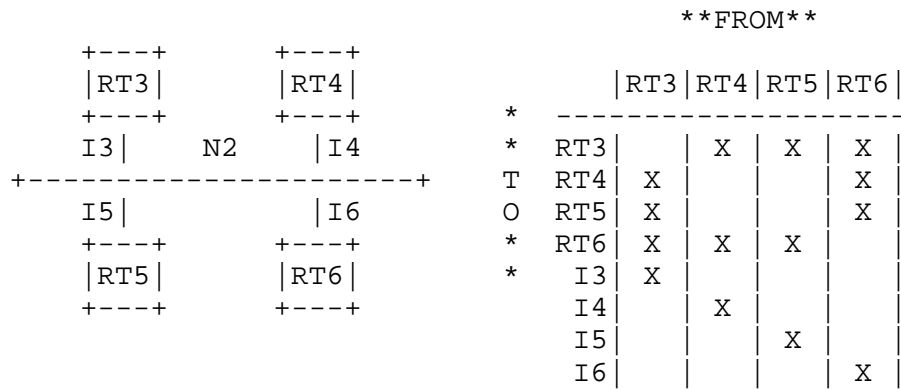 **FROM**
     +---+      +---+
     |RT3|      |RT4|                |RT3|RT4|RT5|RT6|
     +---+      +---+        *  ---------------------
     I3|    N2    |I4        *  RT3|   | X | X | X |
+----------------------+     T  RT4| X |   |   | X |
     I5|          |I6        O  RT5| X |   |   | X |
     +---+      +---+        *  RT6| X | X | X |   |
     |RT5|      |RT6|        *   I3| X |   |   |   |
     +---+      +---+            I4|   | X |   |   |
                                 I5|   |   | X |   |
                                 I6|   |   |   | X |